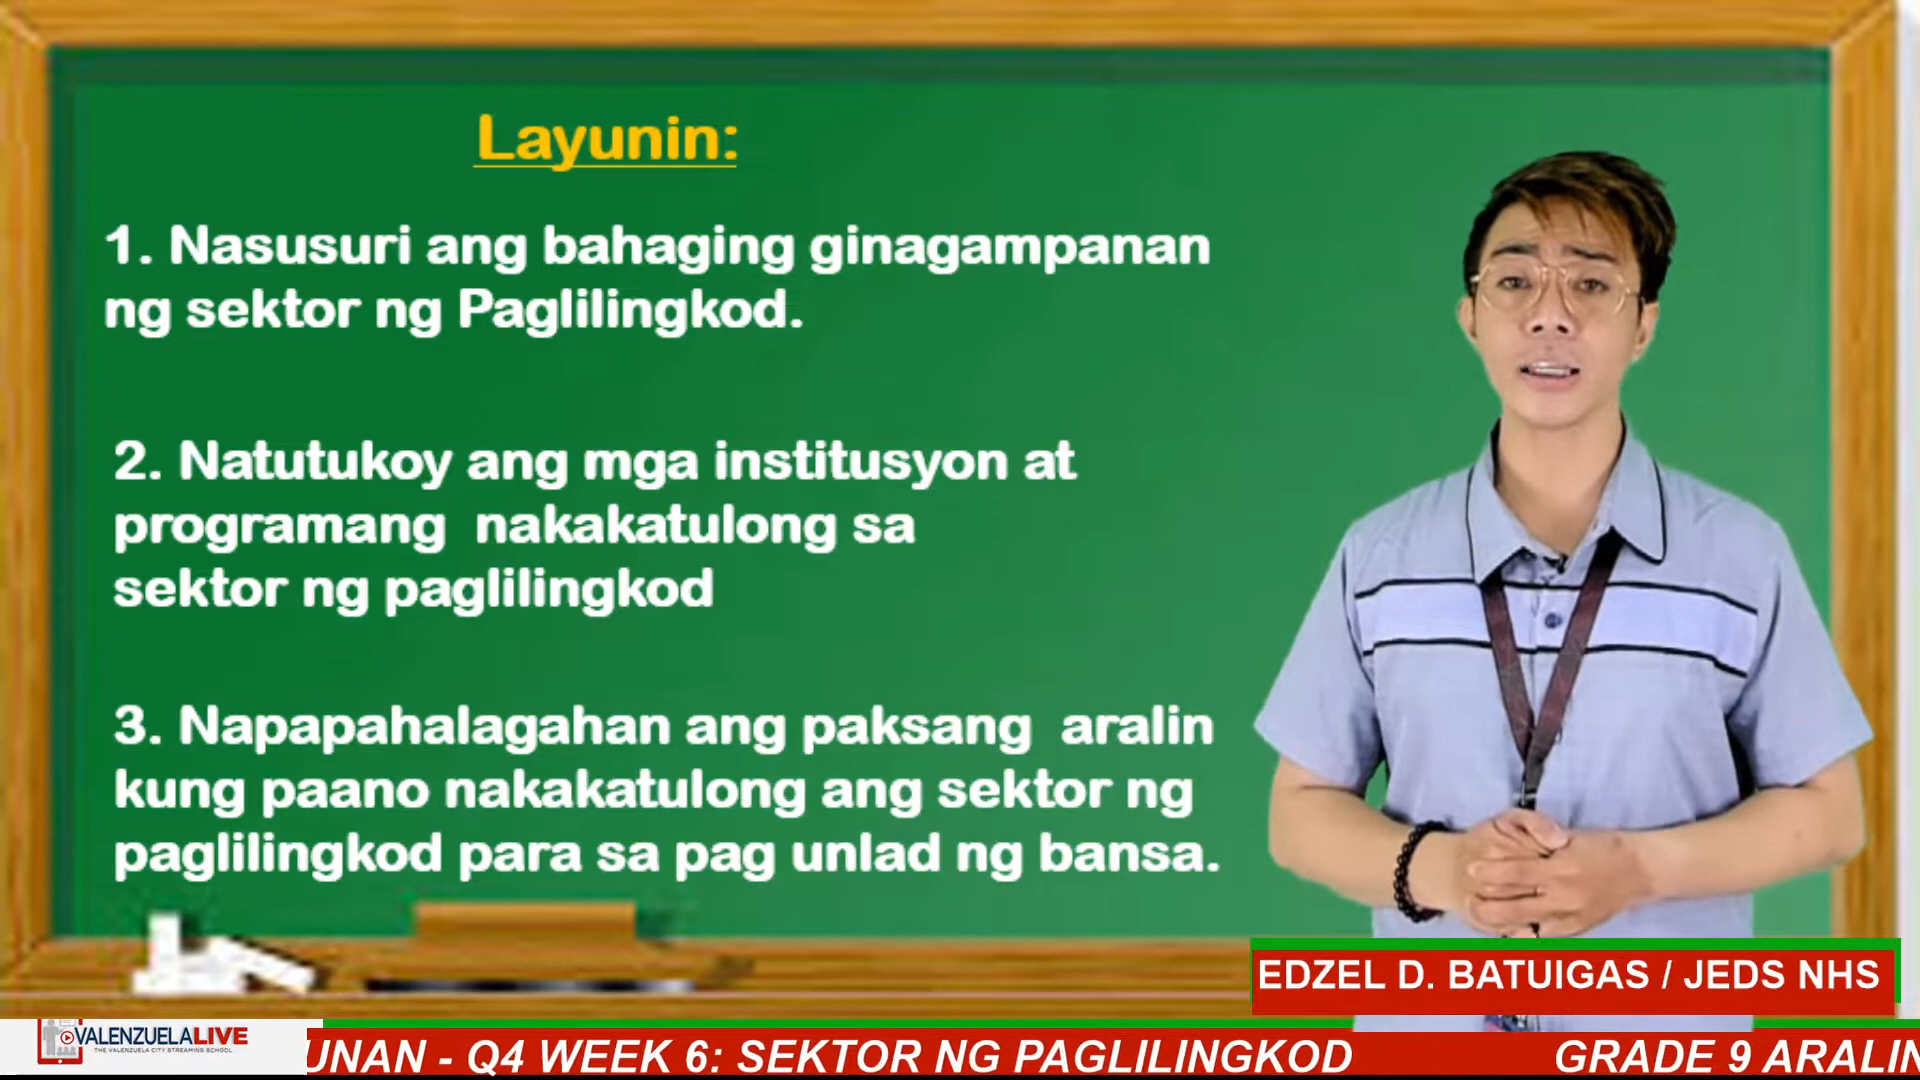 Layunin:
1. Nasusuri ang bahaging ginagampanan
ng sektor ng Paglilingkod.
2. Natutukoy ang mga institusyon at
programang nakakatulong sa
sektor ng paglilingkod
3. Napapahalagahan ang paksang aralin
kung paano nakakatulong ang sektor ng
paglilingkod para sa pag unlad ng bansa.
EDZEL D. BATUIGAS / JEDS NHS
VALENZUELALIVE
THE VALENZUELA CITY STREAMING SCHOOL
UNAN - Q4 WEEK 6: SEKTOR NG PAGLILINGKOD GRADE 9 ARALIN